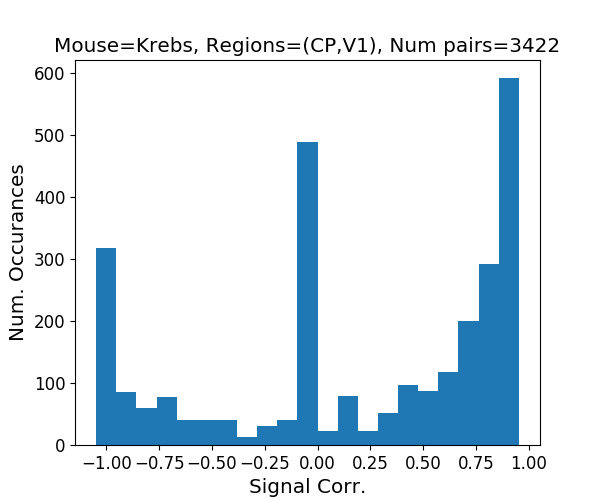 Mouse=Krebs, Regions=(CP,V1), Num pairs=3422
600
500
400
300
200
100
0
Num. Occurances
−1.00 −0.75 −0.50 −0.25 0.00 0.25 0.50 0.75 1.00
Signal Corr.